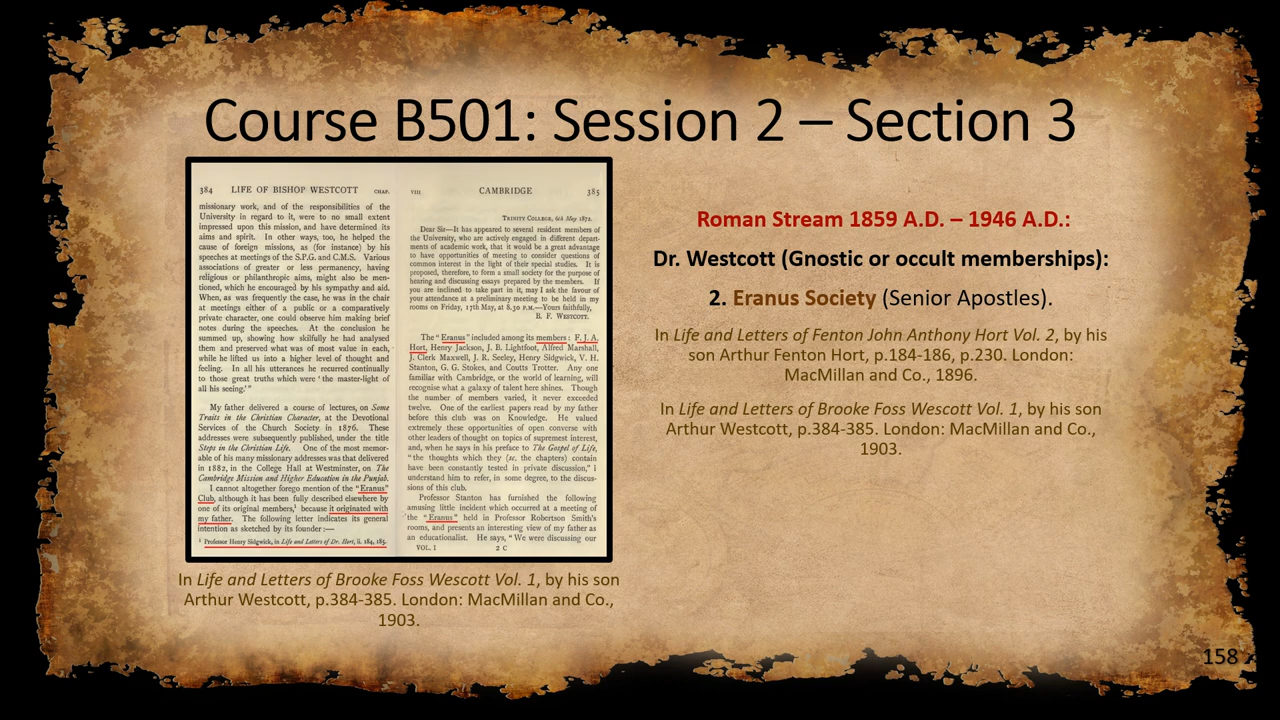 Course B501: Session 2 – Section 3
384 LIFE OF BISHOP WESTCOTT CHAP.
missionary work, and of the responsibilities of the
University in regard to it, were to no small extent
impressed upon this mission, and have determined its
aims and spirit. In other ways, too, he helped the
cause of foreign missions, as (for instance) by his
speeches at meetings of the S.P.G. and C.M.S. Various
associations of greater or less permanency, having
religious or philanthropic aims, might also be men-
tioned, which he encouraged by his sympathy and aid.
When, as was frequently the case, he was in the chair
at meetings either of a public or a comparatively
private character, one could observe him making brief
notes during the speeches. At the conclusion he
summed up, showing how skilfully he had analysed
them and preserved what was of most value in each,
while he lifted us into a higher level of thought and
feeling. In all his utterances he recurred continually
to those great truths which were ‘ the master-light of
all his seeing.’”
My father delivered a course of lectures, on Some
Traits in the Christian Character, at the Devotional
Services of the Church Society in 1876. These
addresses were subsequently published, under the title
Steps in the Christian Life. One of the most memor-
able of his many missionary addresses was that delivered
in 1882, in the College Hall at Westminster, on The
Cambridge Mission and Higher Education in the Punjab.
I cannot altogether forego mention of the “Eranus”
Club, although it has been fully described elsewhere by
one of its original members,¹ because it originated with
my father. The following letter indicates its general
intention as sketched by its founder :—
¹ Professor Henry Sidgwick, in Life and Letters of Dr. Hort, ii. 184, 185.
VIII CAMBRIDGE 385
TRINITY COLLEGE, 6th May 1872.
Dear Sir—It has appeared to several resident members of
the University, who are actively engaged in different depart-
ments of academic work, that it would be a great advantage
to have opportunities of meeting to consider questions of
common interest in the light of their special studies. It is
proposed, therefore, to form a small society for the purpose of
hearing and discussing essays prepared by the members. If
you are inclined to take part in it, may I ask the favour of
your attendance at a preliminary meeting to be held in my
rooms on Friday, 17th May, at 8.30 P.M.—Yours faithfully,
B. F. WESTCOTT.
The “Eranus” included among its members : F. J. A.
Hort, Henry Jackson, J. B. Lightfoot, Alfred Marshall,
J. Clerk Maxwell, J. R. Seeley, Henry Sidgwick, V. H.
Stanton, G. G. Stokes, and Coutts Trotter. Any one
familiar with Cambridge, or the world of learning, will
recognise what a galaxy of talent here shines. Though
the number of members varied, it never exceeded
twelve. One of the earliest papers read by my father
before this club was on Knowledge. He valued
extremely these opportunities of open converse with
other leaders of thought on topics of supremest interest,
and, when he says in his preface to The Gospel of Life,
“the thoughts which they (sc. the chapters) contain
have been constantly tested in private discussion,” i
understand him to refer, in some degree, to the discus-
sions of this club.
Professor Stanton has furnished the following
amusing little incident which occurred at a meeting of
the “Eranus” held in Professor Robertson Smith's
rooms, and presents an interesting view of my father as
an educationalist. He says, “We were discussing our
VOL. I 2 C
In Life and Letters of Brooke Foss Wescott Vol. 1, by his son
Arthur Westcott, p.384-385. London: MacMillan and Co.,
1903.
Roman Stream 1859 A.D. – 1946 A.D.:
Dr. Westcott (Gnostic or occult memberships):
2. Eranus Society (Senior Apostles).
In Life and Letters of Fenton John Anthony Hort Vol. 2, by his
son Arthur Fenton Hort, p.184-186, p.230. London:
MacMillan and Co., 1896.
In Life and Letters of Brooke Foss Wescott Vol. 1, by his son
Arthur Westcott, p.384-385. London: MacMillan and Co.,
1903.
158